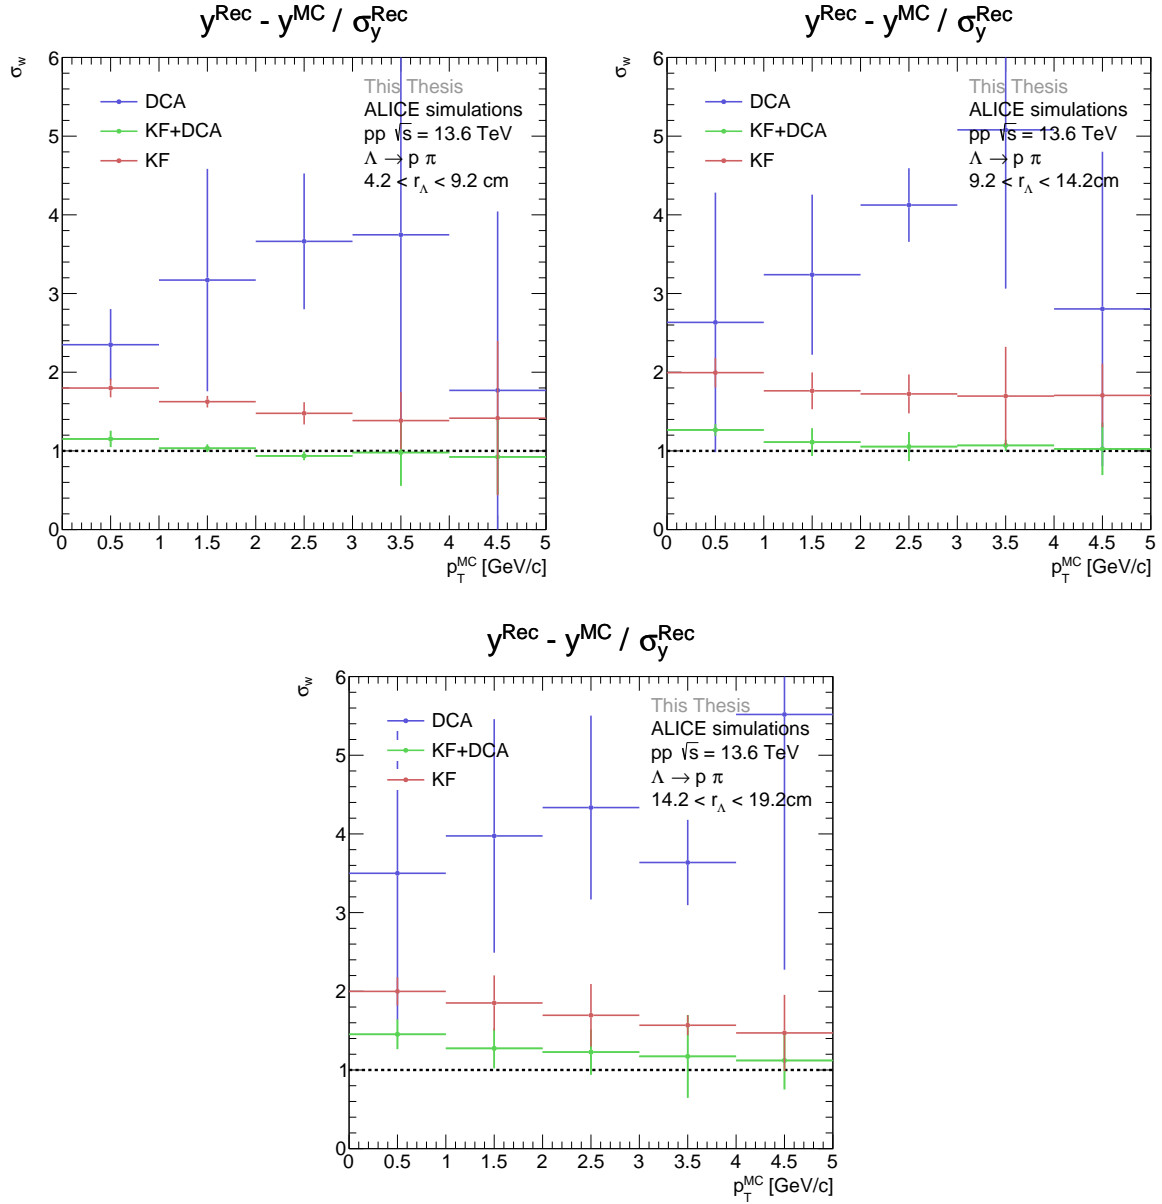 y^Rec - y^MC / σ_y^Rec
σ_w
6
5
4
3
2
1
0
DCA
KF+DCA
KF
This Thesis
ALICE simulations
pp √s = 13.6 TeV
Λ → p π
4.2 < r_Λ < 9.2 cm
0 0.5 1 1.5 2 2.5 3 3.5 4 4.5 5
p_T^MC [GeV/c]
y^Rec - y^MC / σ_y^Rec
σ_w
6
5
4
3
2
1
0
DCA
KF+DCA
KF
This Thesis
ALICE simulations
pp √s = 13.6 TeV
Λ → p π
9.2 < r_Λ < 14.2cm
0 0.5 1 1.5 2 2.5 3 3.5 4 4.5 5
p_T^MC [GeV/c]
y^Rec - y^MC / σ_y^Rec
σ_w
6
5
4
3
2
1
0
DCA
KF+DCA
KF
This Thesis
ALICE simulations
pp √s = 13.6 TeV
Λ → p π
14.2 < r_Λ < 19.2cm
0 0.5 1 1.5 2 2.5 3 3.5 4 4.5 5
p_T^MC [GeV/c]